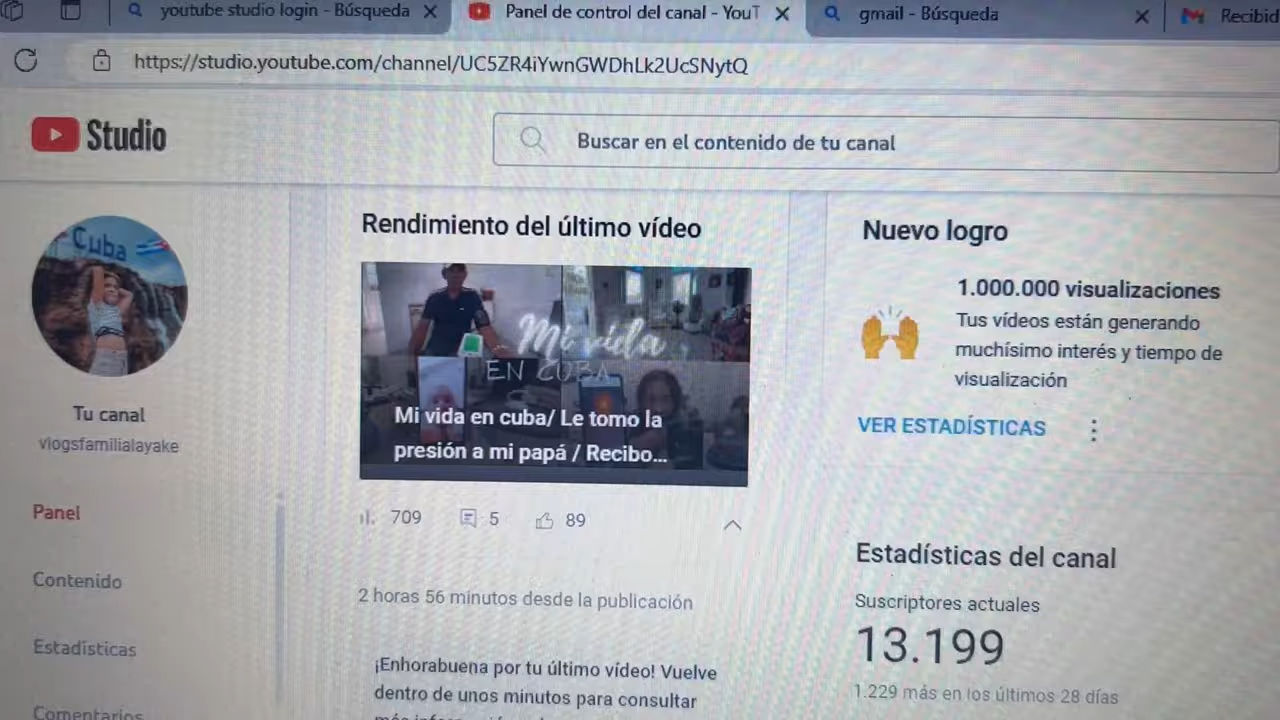 youtube studio login - Búsqueda
Panel de control del canal - YouT
gmail - Búsqueda
Recibid
https://studio.youtube.com/channel/UC5ZR4iYwnGWDhLk2UcSNytQ
Studio
Buscar en el contenido de tu canal
Cuba
Tu canal
vlogsfamilialayake
Panel
Contenido
Estadísticas
Comentarios
Rendimiento del último vídeo
Mi vida
EN CUBA
Mi vida en cuba/ Le tomo la
presión a mi papá / Recibo...
709
5
89
2 horas 56 minutos desde la publicación
¡Enhorabuena por tu último vídeo! Vuelve
dentro de unos minutos para consultar
Nuevo logro
1.000.000 visualizaciones
Tus vídeos están generando
muchísimo interés y tiempo de
visualización
VER ESTADÍSTICAS
Estadísticas del canal
Suscriptores actuales
13.199
1.229 más en los últimos 28 días